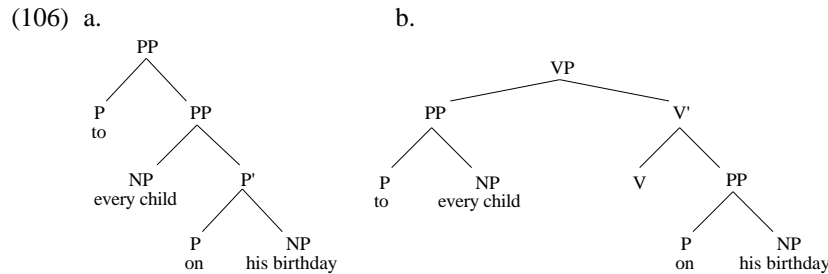 (106) a. b.
PP VP
P PP PP V'
to
NP P' P NP V PP
every child to every child
P NP P NP
on his birthday on his birthday